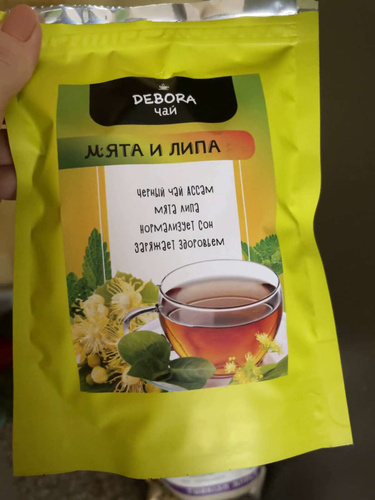 DEBORA
чай
МЯТА И ЛИПА
ЧЕРНЫЙ ЧАЙ АССАМ
МЯТА ЛИПА
НОРМАЛИЗУЕТ СОН
ЗАРЯЖАЕТ ЗДОРОВЬЕМ